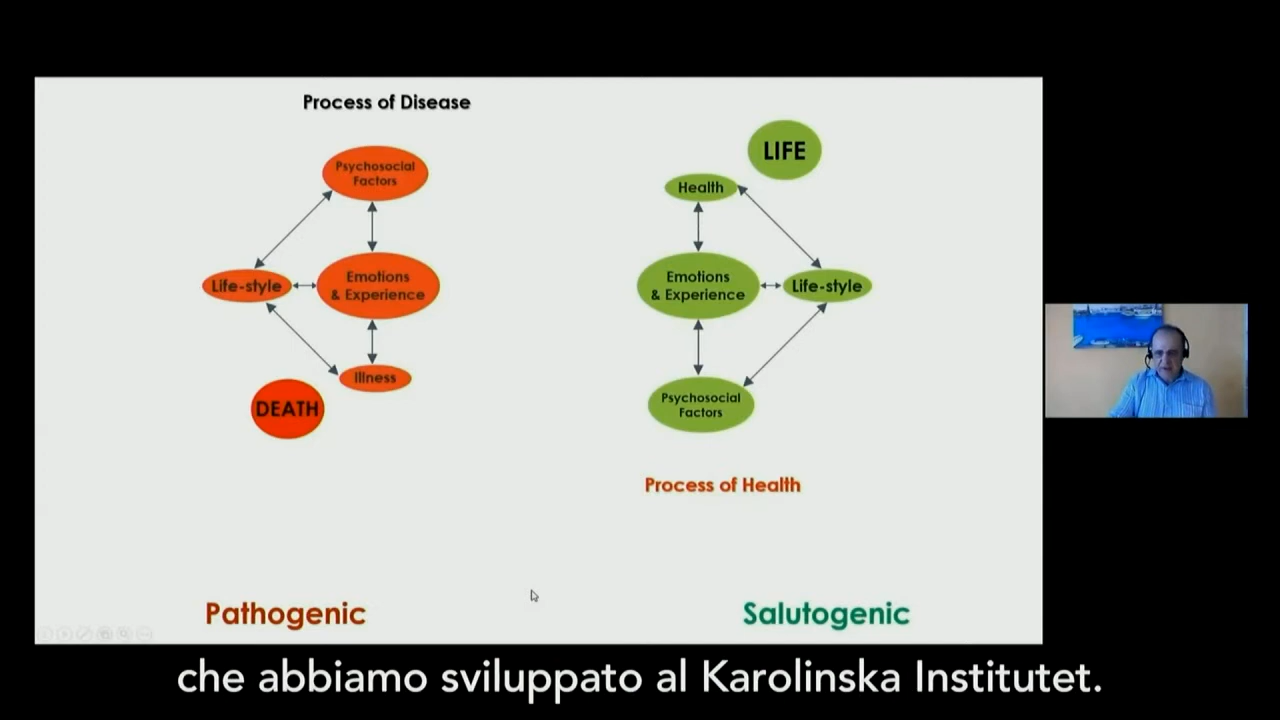 Process of Disease
Psychosocial
Factors
Life-style
Emotions
& Experience
Illness
DEATH
LIFE
Health
Emotions
& Experience
Life-style
Psychosocial
Factors
Process of Health
Pathogenic
Salutogenic
che abbiamo sviluppato al Karolinska Institutet.